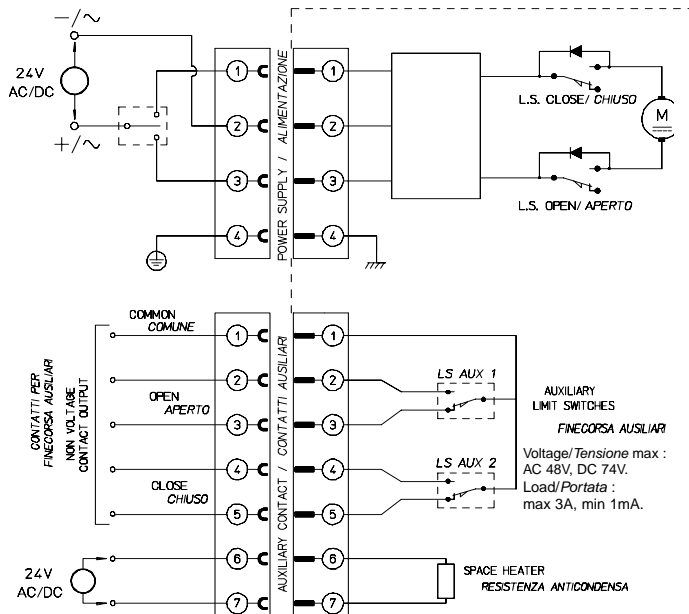 −/∼
24V
AC/DC
+/∼
1
2
3
4
POWER SUPPLY / ALIMENTAZIONE
1
2
3
4
L.S. CLOSE/ CHIUSO
M
L.S. OPEN/ APERTO
CONTATTI PER
FINECORSA AUSILIARI
NON VOLTAGE
CONTACT OUTPUT
COMMON
COMUNE
OPEN
APERTO
CLOSE
CHIUSO
24V
AC/DC
1
2
3
4
5
6
7
AUXILIARY CONTACT / CONTATTI AUSILIARI
1
2
3
4
5
6
7
LS AUX 1
LS AUX 2
AUXILIARY
LIMIT SWITCHES
FINECORSA AUSILIARI
Voltage/Tensione max :
AC 48V, DC 74V.
Load/Portata :
max 3A, min 1mA.
SPACE HEATER
RESISTENZA ANTICONDENSA